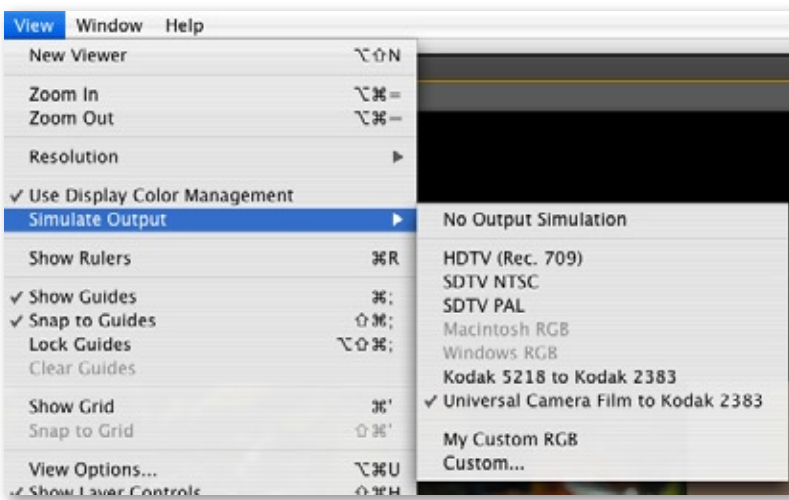 View Window Help
New Viewer ⌥⇧N
Zoom In ⌥⌘=
Zoom Out ⌥⌘−
Resolution ▶
✓ Use Display Color Management
Simulate Output ▶
Show Rulers ⌘R
✓ Show Guides ⌘;
✓ Snap to Guides ⇧⌘;
Lock Guides ⌥⇧⌘;
Clear Guides
Show Grid ⌘'
Snap to Grid ⇧⌘'
View Options... ⌥⌘U
✓ Show Layer Controls ⇧⌘H
No Output Simulation
HDTV (Rec. 709)
SDTV NTSC
SDTV PAL
Macintosh RGB
Windows RGB
Kodak 5218 to Kodak 2383
✓ Universal Camera Film to Kodak 2383
My Custom RGB
Custom...